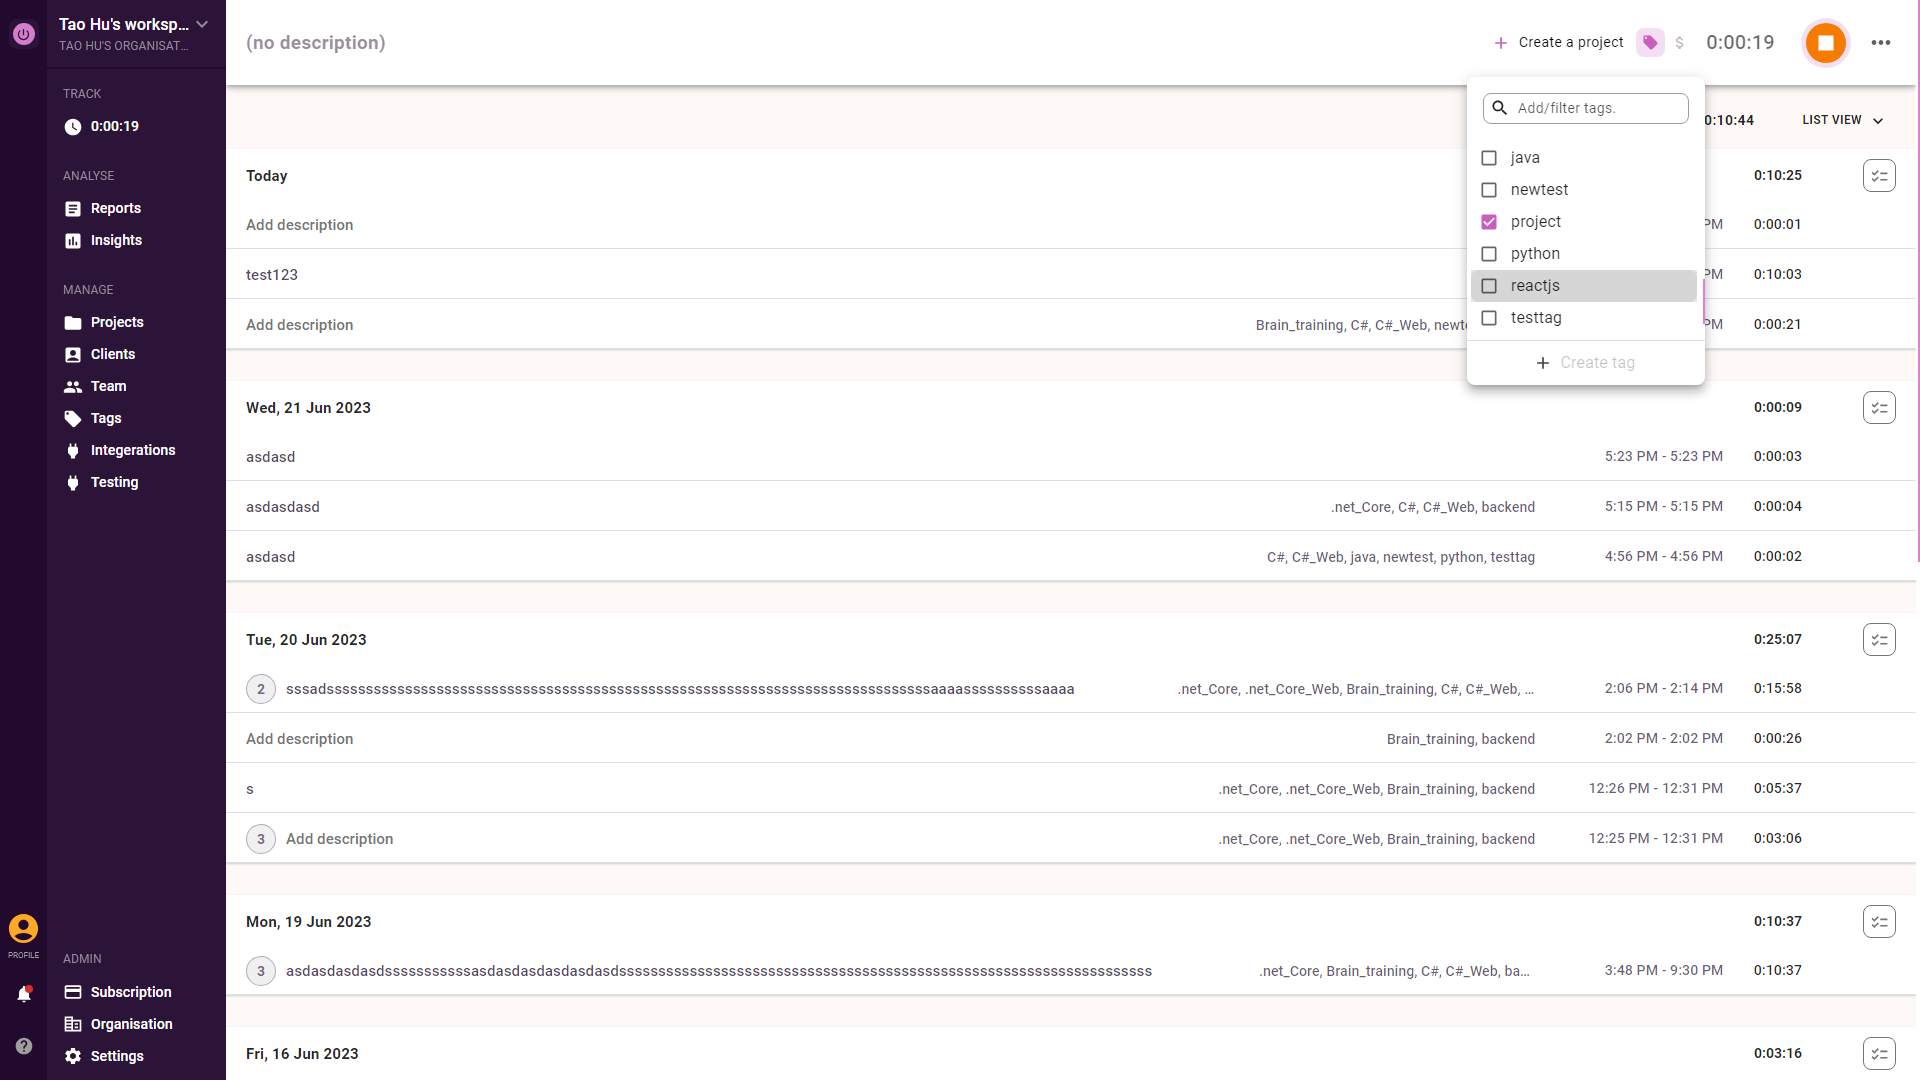 Tao Hu's worksp...
TAO HU'S ORGANISAT...
TRACK
0:00:19
ANALYSE
Reports
Insights
MANAGE
Projects
Clients
Team
Tags
Integerations
Testing
PROFILE
ADMIN
Subscription
Organisation
Settings
(no description)
Create a project
$
0:00:19
Add/filter tags.
java
newtest
project
python
reactjs
testtag
Create tag
0:10:44
LIST VIEW
Today
0:10:25
Add description
PM
0:00:01
test123
PM
0:10:03
Add description
Brain_training, C#, C#_Web, newte
PM
0:00:21
Wed, 21 Jun 2023
0:00:09
asdasd
5:23 PM - 5:23 PM
0:00:03
asdasdasd
.net_Core, C#, C#_Web, backend
5:15 PM - 5:15 PM
0:00:04
asdasd
C#, C#_Web, java, newtest, python, testtag
4:56 PM - 4:56 PM
0:00:02
Tue, 20 Jun 2023
0:25:07
2
.net_Core, .net_Core_Web, Brain_training, C#, C#_Web, ...
2:06 PM - 2:14 PM
0:15:58
Add description
Brain_training, backend
2:02 PM - 2:02 PM
0:00:26
s
.net_Core, .net_Core_Web, Brain_training, backend
12:26 PM - 12:31 PM
0:05:37
3
Add description
.net_Core, .net_Core_Web, Brain_training, backend
12:25 PM - 12:31 PM
0:03:06
Mon, 19 Jun 2023
0:10:37
3
.net_Core, Brain_training, C#, C#_Web, ba...
3:48 PM - 9:30 PM
0:10:37
Fri, 16 Jun 2023
0:03:16